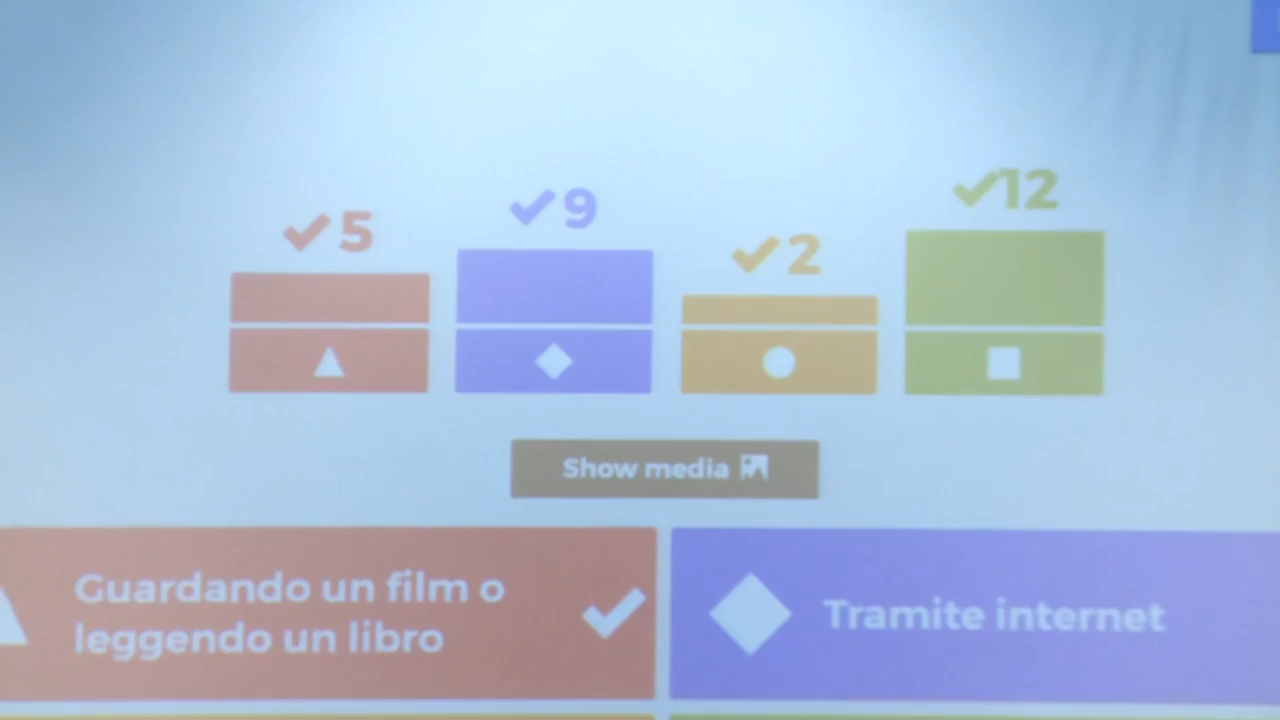 5
9
2
12
Show media
Guardando un film o
leggendo un libro
Tramite internet